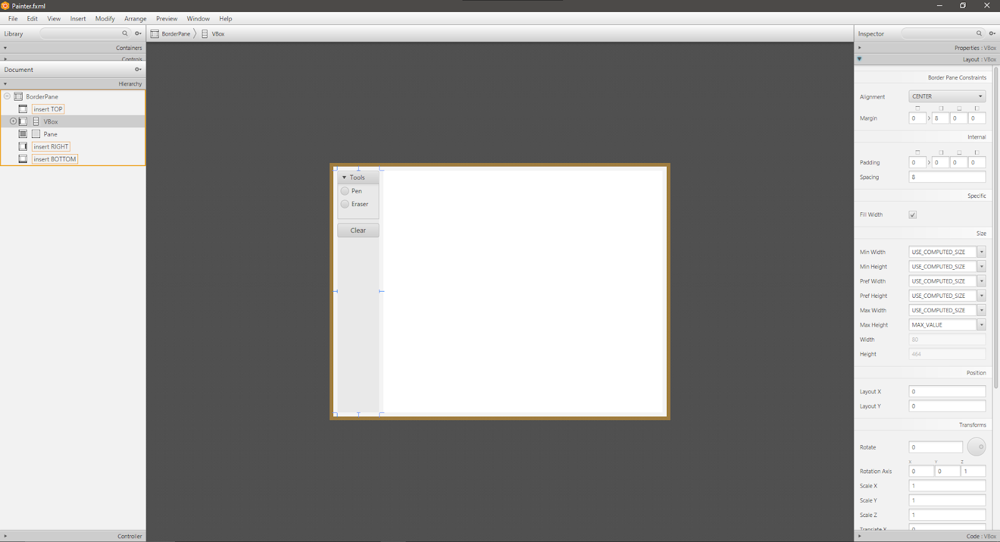 Painter.fxml
File Edit View Insert Modify Arrange Preview Window Help
Library
BorderPane VBox
Inspector
Containers
Controls
Document
Hierarchy
BorderPane
insert TOP
VBox
Pane
insert RIGHT
insert BOTTOM
Controller
Tools
Pen
Eraser
Clear
Properties : VBox
Layout : VBox
Border Pane Constraints
Alignment CENTER
Margin 0 8 0 0
Internal
Padding 0 0 0 0
Spacing 8
Specific
Fill Width
Size
Min Width USE_COMPUTED_SIZE
Min Height USE_COMPUTED_SIZE
Pref Width USE_COMPUTED_SIZE
Pref Height USE_COMPUTED_SIZE
Max Width USE_COMPUTED_SIZE
Max Height MAX_VALUE
Width 80
Height 464
Position
Layout X 0
Layout Y 0
Transforms
Rotate 0
X Y Z
Rotation Axis 0 0 1
Scale X 1
Scale Y 1
Scale Z 1
Translate X 0
Code : VBox